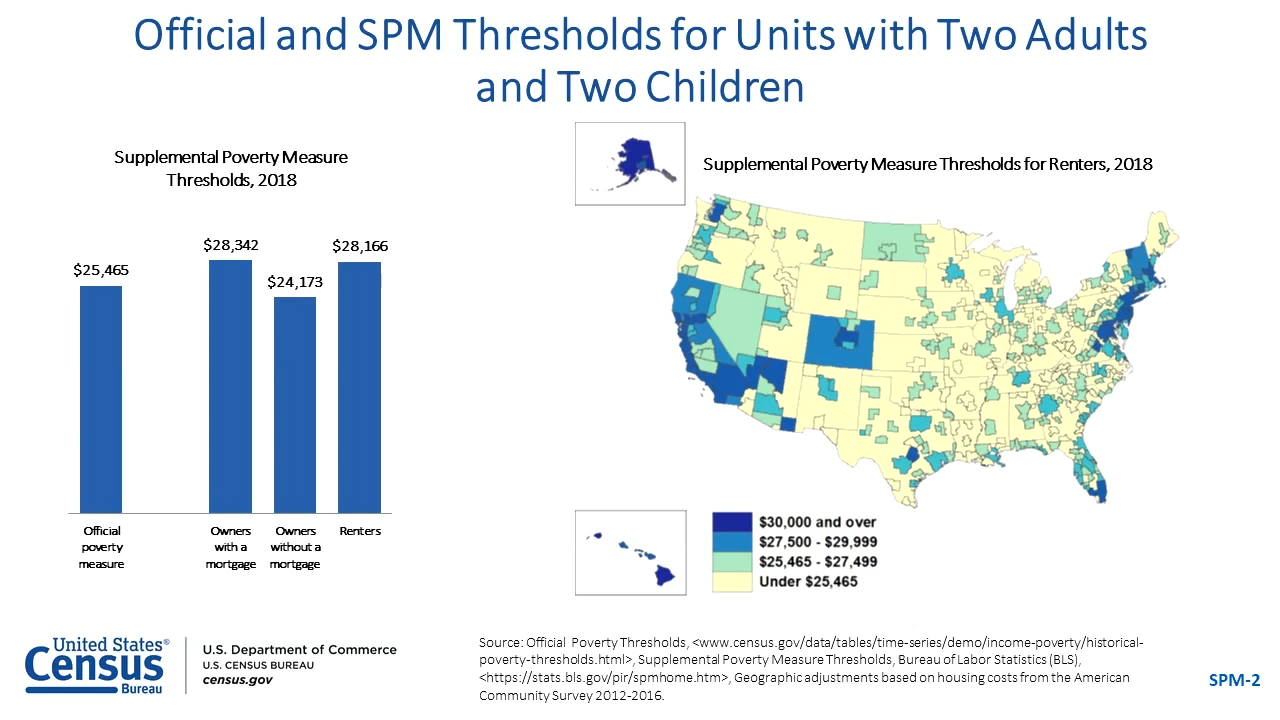 Official and SPM Thresholds for Units with Two Adults
and Two Children
Supplemental Poverty Measure
Thresholds, 2018
$25,465
$28,342
$24,173
$28,166
Official
poverty
measure
Owners
with a
mortgage
Owners
without a
mortgage
Renters
Supplemental Poverty Measure Thresholds for Renters, 2018
$30,000 and over
$27,500 - $29,999
$25,465 - $27,499
Under $25,465
United States®
Census
Bureau
U.S. Department of Commerce
U.S. CENSUS BUREAU
census.gov
Source: Official Poverty Thresholds, <www.census.gov/data/tables/time-series/demo/income-poverty/historical-
poverty-thresholds.html>, Supplemental Poverty Measure Thresholds, Bureau of Labor Statistics (BLS),
<https://stats.bls.gov/pir/spmhome.htm>, Geographic adjustments based on housing costs from the American
Community Survey 2012-2016.
SPM-2